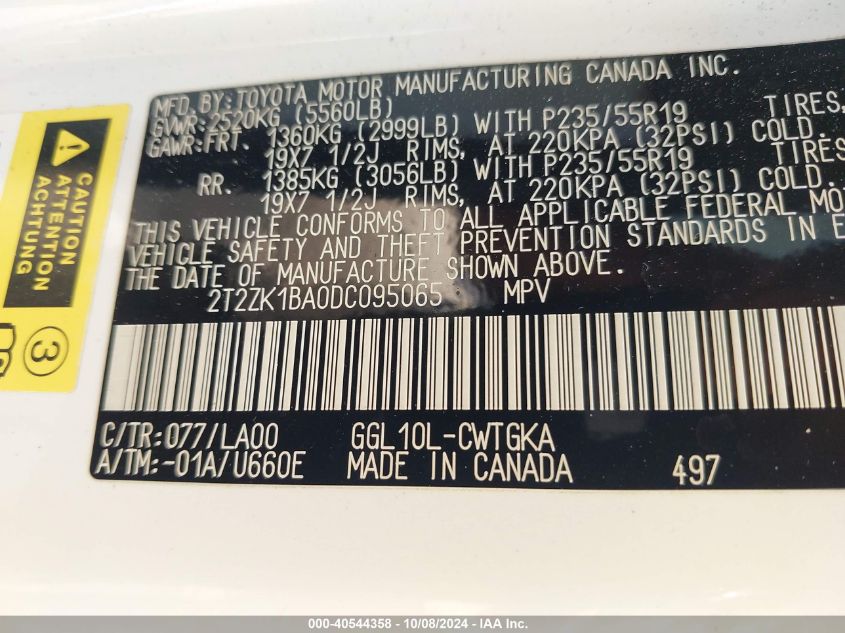 MFD. BY: TOYOTA MOTOR MANUFACTURING CANADA INC.
GVWR: 2520KG (5560LB)
GAWR: FRT. 1360KG (2999LB) WITH P235/55R19 TIRES,
19X7 1/2J RIMS, AT 220KPA (32PSI) COLD.
RR. 1385KG (3056LB) WITH P235/55R19 TIRES
19X7 1/2J RIMS, AT 220KPA (32PSI) COLD.
THIS VEHICLE CONFORMS TO ALL APPLICABLE FEDERAL MO
VEHICLE SAFETY AND THEFT PREVENTION STANDARDS IN E
THE DATE OF MANUFACTURE SHOWN ABOVE.
2T2ZK1BA0DC095065 MPV
C/TR: 077/LA00 GGL10L-CWTGKA
A/TM: -01A/U660E MADE IN CANADA 497
CAUTION
ATTENTION
ACHTUNG
3
000-40544358 - 10/08/2024 - IAA Inc.